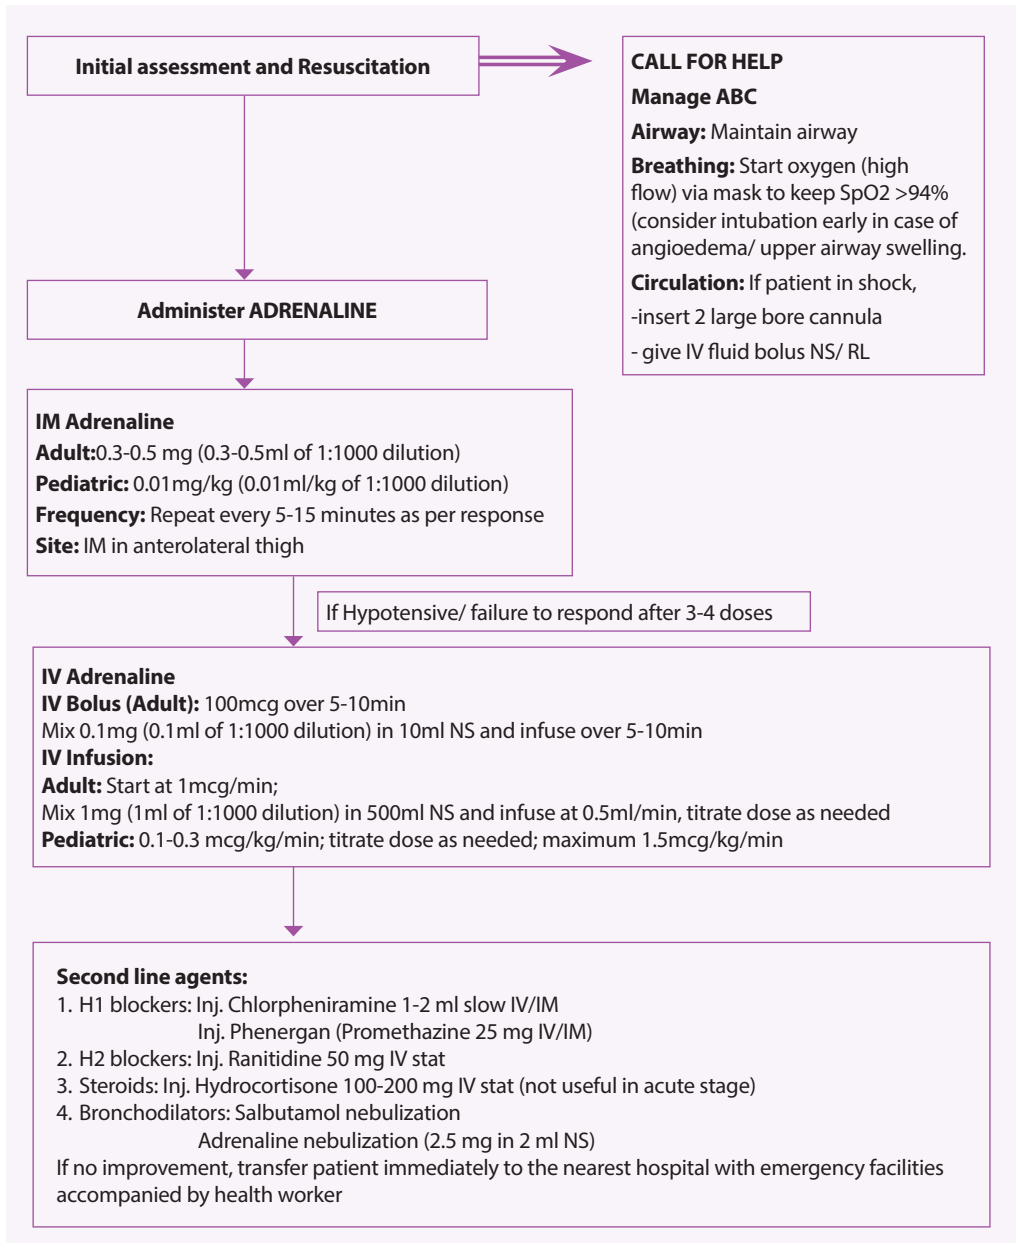 Initial assessment and Resuscitation
CALL FOR HELP
Manage ABC
Airway: Maintain airway
Breathing: Start oxygen (high
flow) via mask to keep SpO2 >94%
(consider intubation early in case of
angioedema/ upper airway swelling.
Circulation: If patient in shock,
-insert 2 large bore cannula
- give IV fluid bolus NS/ RL
Administer ADRENALINE
IM Adrenaline
Adult:0.3-0.5 mg (0.3-0.5ml of 1:1000 dilution)
Pediatric: 0.01mg/kg (0.01ml/kg of 1:1000 dilution)
Frequency: Repeat every 5-15 minutes as per response
Site: IM in anterolateral thigh
If Hypotensive/ failure to respond after 3-4 doses
IV Adrenaline
IV Bolus (Adult): 100mcg over 5-10min
Mix 0.1mg (0.1ml of 1:1000 dilution) in 10ml NS and infuse over 5-10min
IV Infusion:
Adult: Start at 1mcg/min;
Mix 1mg (1ml of 1:1000 dilution) in 500ml NS and infuse at 0.5ml/min, titrate dose as needed
Pediatric: 0.1-0.3 mcg/kg/min; titrate dose as needed; maximum 1.5mcg/kg/min
Second line agents:
1. H1 blockers: Inj. Chlorpheniramine 1-2 ml slow IV/IM
Inj. Phenergan (Promethazine 25 mg IV/IM)
2. H2 blockers: Inj. Ranitidine 50 mg IV stat
3. Steroids: Inj. Hydrocortisone 100-200 mg IV stat (not useful in acute stage)
4. Bronchodilators: Salbutamol nebulization
Adrenaline nebulization (2.5 mg in 2 ml NS)
If no improvement, transfer patient immediately to the nearest hospital with emergency facilities
accompanied by health worker